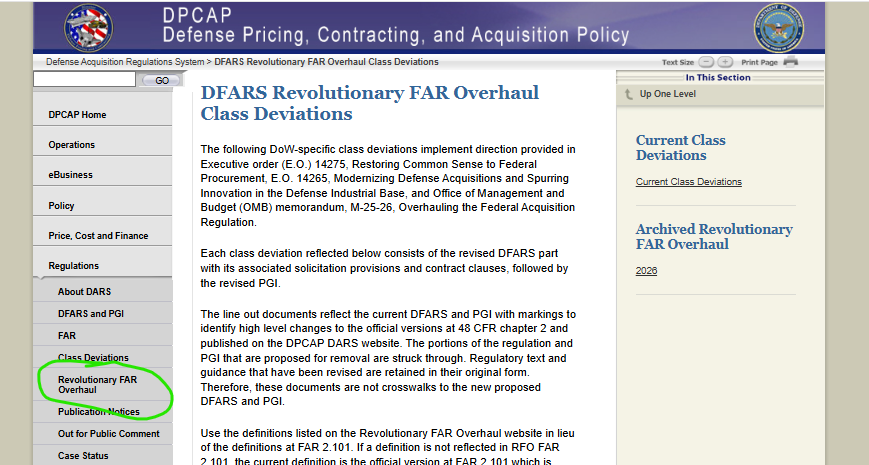 DPCAP
Defense Pricing, Contracting, and Acquisition Policy
Defense Acquisition Regulations System > DFARS Revolutionary FAR Overhaul Class Deviations
Text Size
Print Page
GO
DPCAP Home
Operations
eBusiness
Policy
Price, Cost and Finance
Regulations
About DARS
DFARS and PGI
FAR
Class Deviations
Revolutionary FAR
Overhaul
Publication Notices
Out for Public Comment
Case Status
DFARS Revolutionary FAR Overhaul
Class Deviations
The following DoW-specific class deviations implement direction provided in
Executive order (E.O.) 14275, Restoring Common Sense to Federal
Procurement, E.O. 14265, Modernizing Defense Acquisitions and Spurring
Innovation in the Defense Industrial Base, and Office of Management and
Budget (OMB) memorandum, M-25-26, Overhauling the Federal Acquisition
Regulation.
Each class deviation reflected below consists of the revised DFARS part
with its associated solicitation provisions and contract clauses, followed by
the revised PGI.
The line out documents reflect the current DFARS and PGI with markings to
identify high level changes to the official versions at 48 CFR chapter 2 and
published on the DPCAP DARS website. The portions of the regulation and
PGI that are proposed for removal are struck through. Regulatory text and
guidance that have been revised are retained in their original form.
Therefore, these documents are not crosswalks to the new proposed
DFARS and PGI.
Use the definitions listed on the Revolutionary FAR Overhaul website in lieu
of the definitions at FAR 2.101. If a definition is not reflected in RFO FAR
2.101, the current definition is the official version at FAR 2.101 which is
In This Section
Up One Level
Current Class
Deviations
Current Class Deviations
Archived Revolutionary
FAR Overhaul
2026